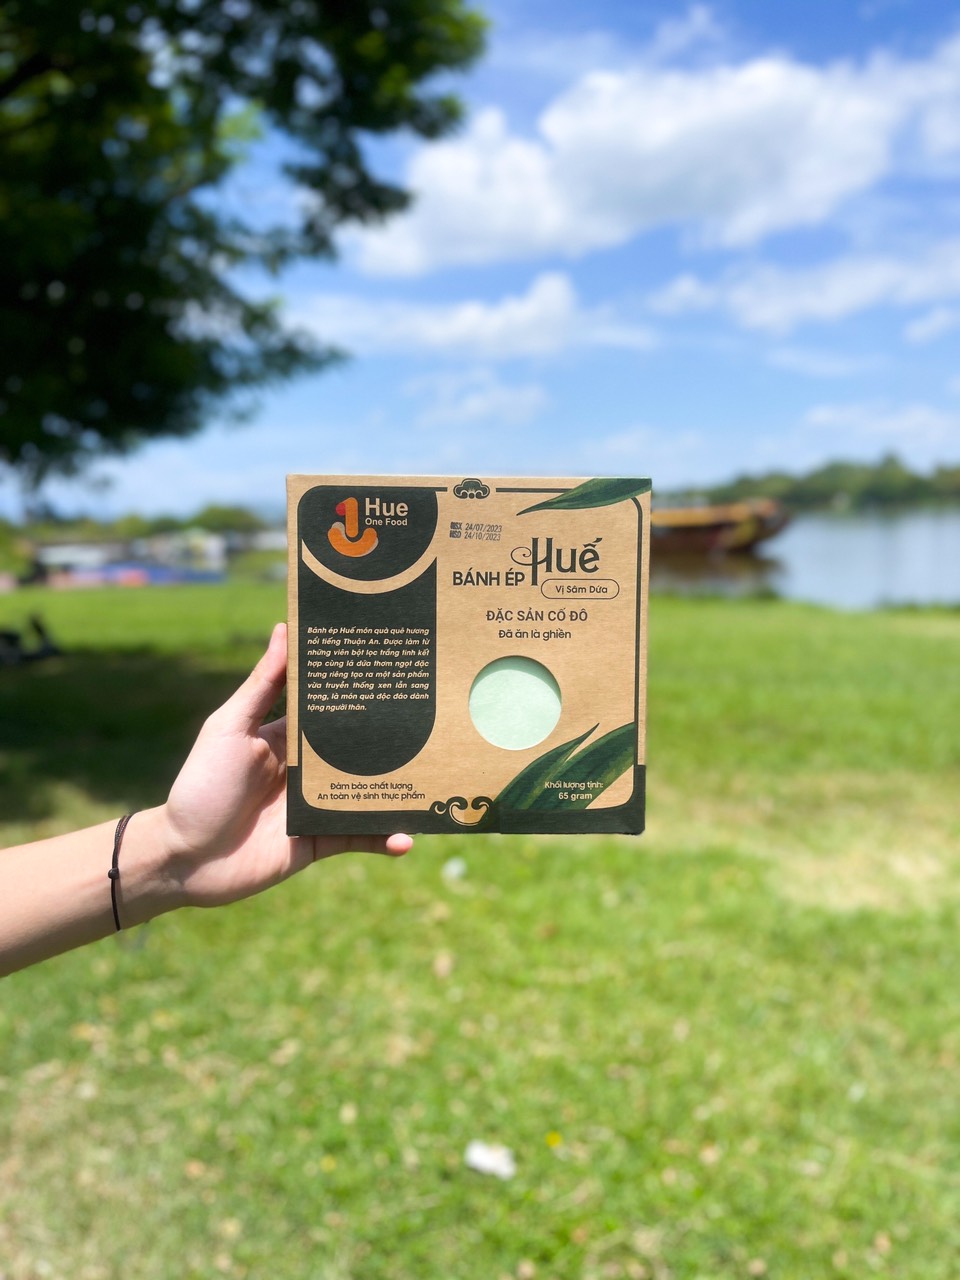 Hue
One Food
NSX 24/07/2023
HSD 24/10/2023
BÁNH ÉP Huế
Vị Sâm Dứa
ĐẶC SẢN CỐ ĐÔ
Đã ăn là ghiền
Bánh ép Huế món quà quê hương
nổi tiếng Thuận An. Được làm từ
những viên bột lọc trắng tinh kết
hợp cùng lá dứa thơm ngọt đặc
trưng riêng tạo ra một sản phẩm
vừa truyền thống xen lẫn sang
trọng, là món quà độc đáo dành
tặng người thân.
Đảm bảo chất lượng
An toàn vệ sinh thực phẩm
Khối lượng tịnh:
65 gram